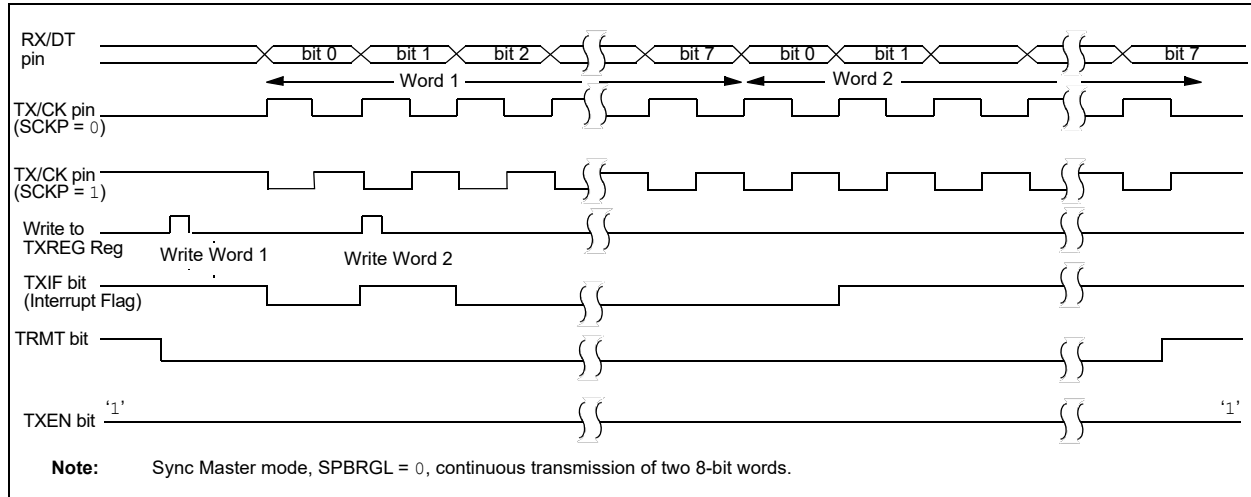 RX/DT
pin
bit 0 bit 1 bit 2 bit 7 bit 0 bit 1 bit 7
Word 1 Word 2
TX/CK pin
(SCKP = 0)
TX/CK pin
(SCKP = 1)
Write to
TXREG Reg
Write Word 1 Write Word 2
TXIF bit
(Interrupt Flag)
TRMT bit
TXEN bit ‘1’ ‘1’
Note: Sync Master mode, SPBRGL = 0, continuous transmission of two 8-bit words.